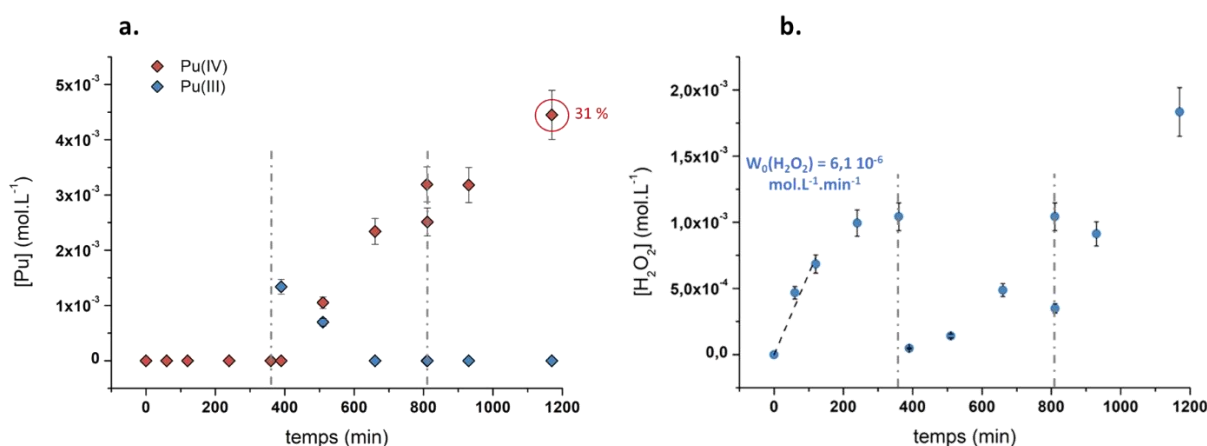 a.
Pu(IV)
Pu(III)
5x10⁻³
4x10⁻³
3x10⁻³
2x10⁻³
1x10⁻³
0
[Pu] (mol.L⁻¹)
31 %
0 200 400 600 800 1000 1200
temps (min)
b.
2,0x10⁻³
1,5x10⁻³
1,0x10⁻³
5,0x10⁻⁴
0,0
[H₂O₂] (mol.L⁻¹)
W₀(H₂O₂) = 6,1 10⁻⁶
mol.L⁻¹.min⁻¹
0 200 400 600 800 1000 1200
temps (min)